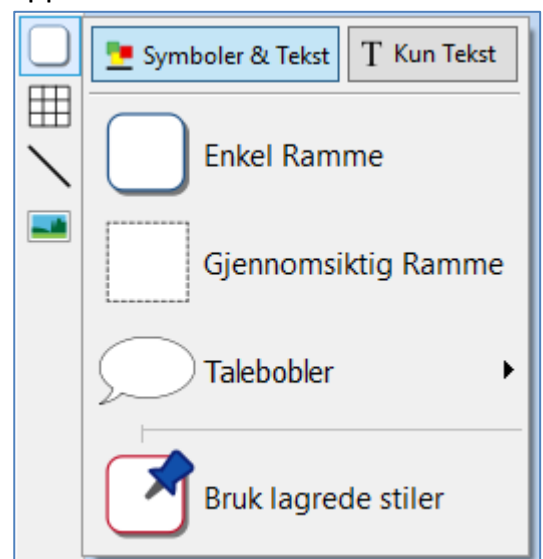 Symboler & Tekst
T Kun Tekst
Enkel Ramme
Gjennomsiktig Ramme
Talebobler
Bruk lagrede stiler